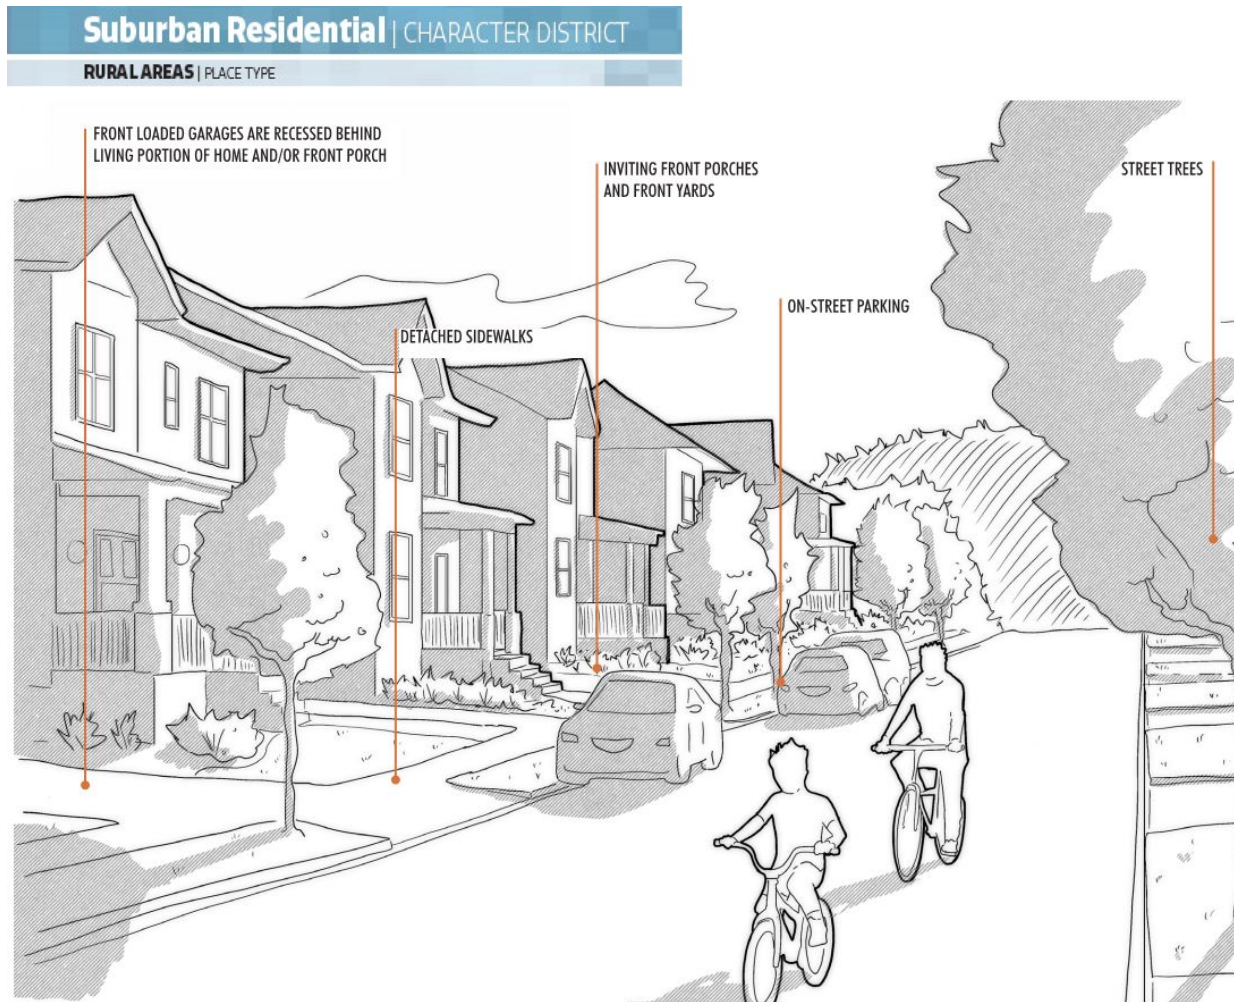 Suburban Residential | CHARACTER DISTRICT
RURAL AREAS | PLACE TYPE
FRONT LOADED GARAGES ARE RECESSED BEHIND
LIVING PORTION OF HOME AND/OR FRONT PORCH
INVITING FRONT PORCHES
AND FRONT YARDS
STREET TREES
ON-STREET PARKING
DETACHED SIDEWALKS